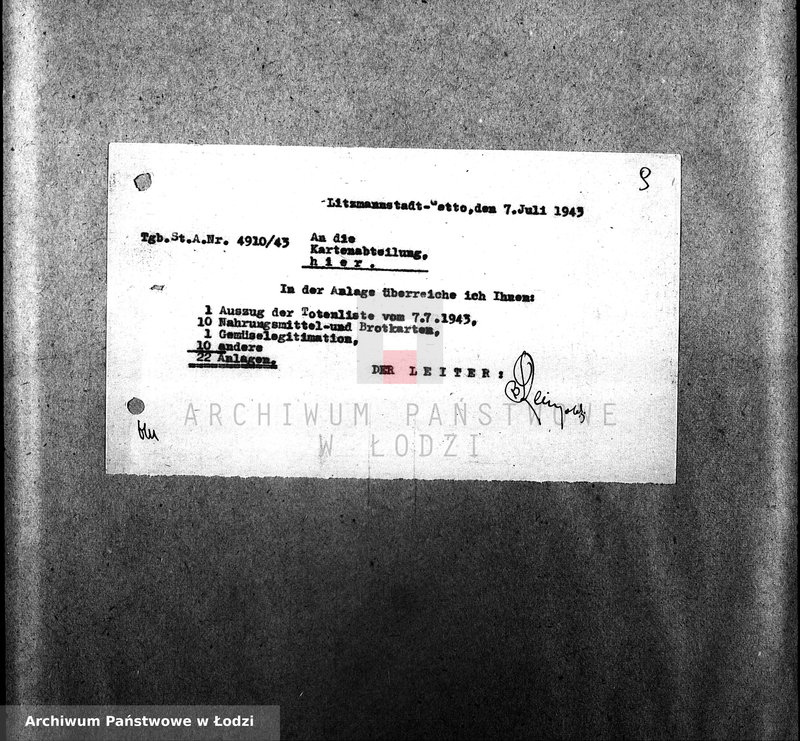 9
Litzmannstadt-Getto,den 7.Juli 1943
Tgb.St.A.Nr. 4910/43
An die
Kartenabteilung,
h i e r .
In der Anlage überreiche ich Ihnen:
1 Auszug der Totenliste vom 7.7.1943,
10 Nahrungsmittel-und Brotkarten,
1 Gemüselegitimation,
10 andere
22 Anlagen.
DER LEITER:
ARCHIWUM PAŃSTWOWE
W ŁODZI
Archiwum Państwowe w Łodzi